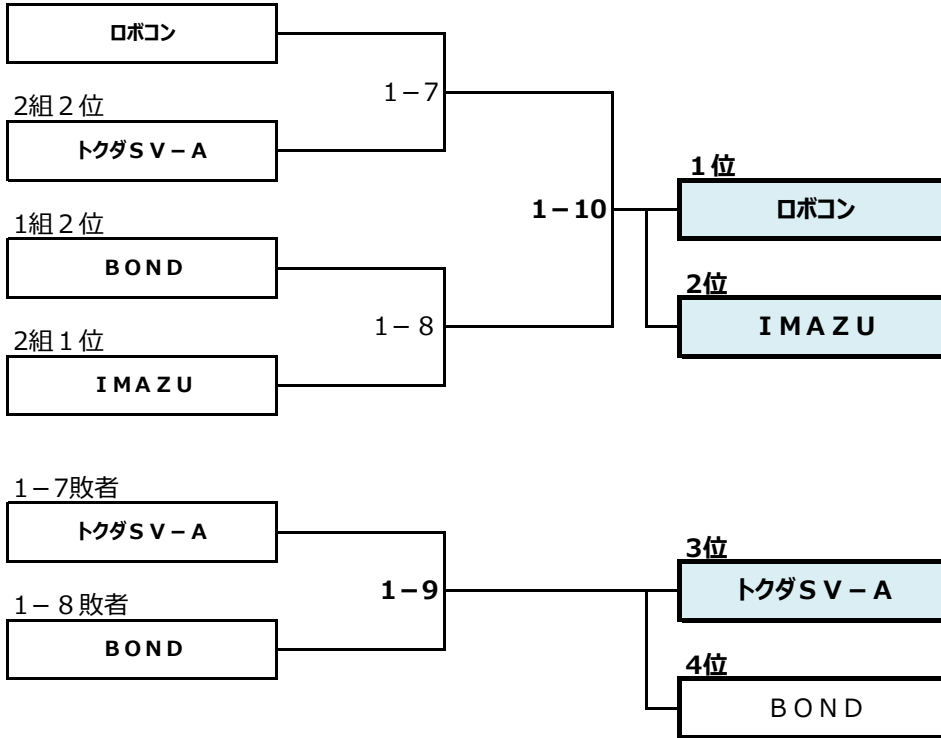 ロボコン
1－7
2組２位
トクダＳＶ－Ａ
1位
1－10
ロボコン
1組２位
ＢＯＮＤ
2位
1－８
ＩＭＡＺＵ
2組１位
ＩＭＡＺＵ
1－7敗者
トクダＳＶ－Ａ
3位
1－9
トクダＳＶ－Ａ
1－８敗者
ＢＯＮＤ
4位
ＢＯＮＤ